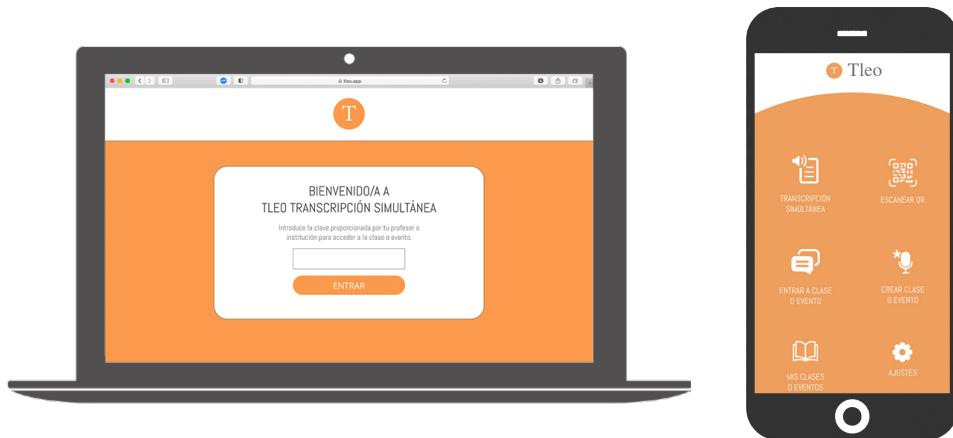 tleo.app
T
BIENVENIDO/A A
TLEO TRANSCRIPCIÓN SIMULTÁNEA
Introduce la clave proporcionada por tu profesor o
institución para acceder a la clase o evento.
ENTRAR
T Tleo
TRANSCRIPCIÓN
SIMULTÁNEA
ESCANEAR QR
ENTRAR A CLASE
O EVENTO
CREAR CLASE
O EVENTO
MIS CLASES
O EVENTOS
AJUSTES